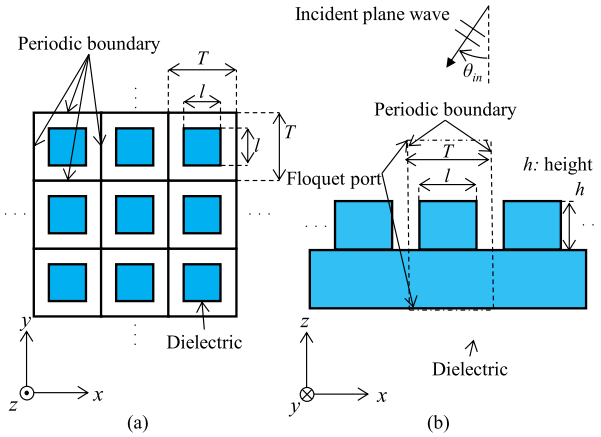 Periodic boundary
T
l
l
T
. . .
. . .
Dielectric
y
z
x
(a)
Incident plane wave
θin
Periodic boundary
T
Floquet port
l
h: height
h
. . .
. . .
Dielectric
z
y
x
(b)